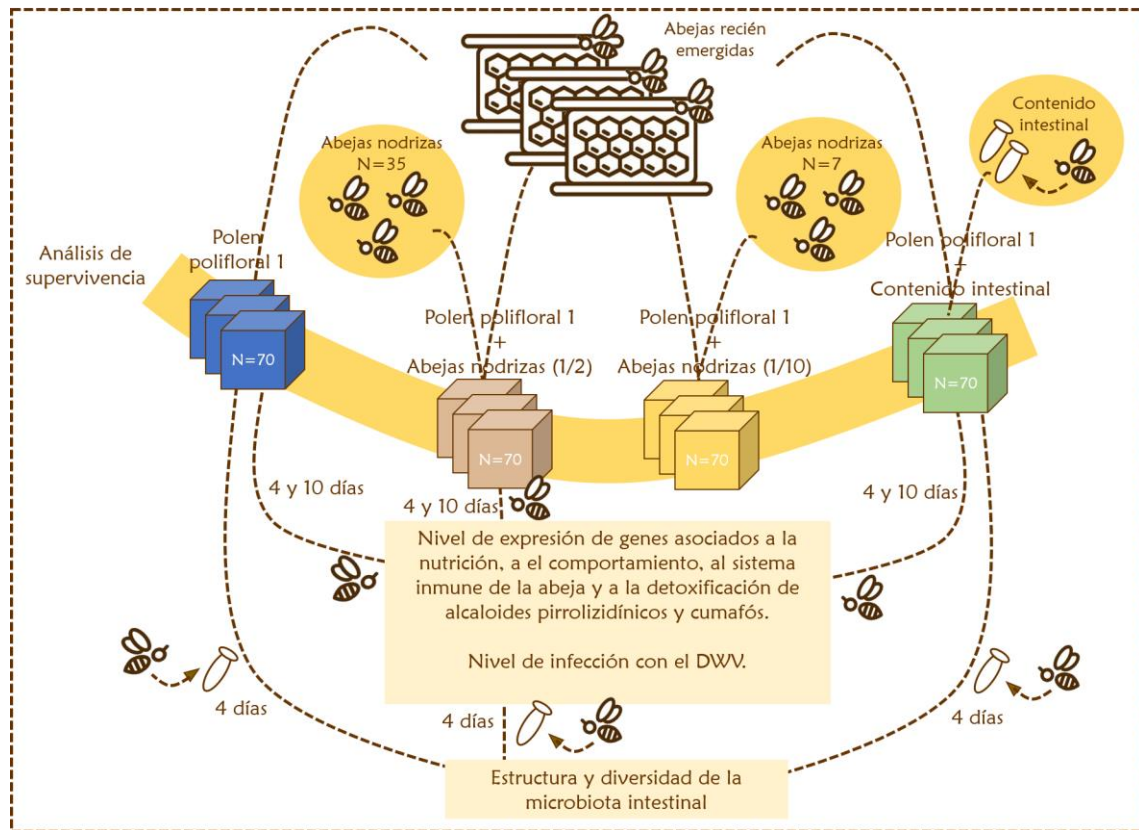 Abejas recién
emergidas
Contenido
intestinal
Abejas nodrizas
N=35
Abejas nodrizas
N=7
Análisis de
supervivencia
Polen
polifloral 1
Polen polifloral 1
+
Contenido intestinal
Polen polifloral 1
+
Abejas nodrizas (1/2)
Polen polifloral 1
+
Abejas nodrizas (1/10)
N=70
N=70
N=70
N=70
4 y 10 días
4 y 10 días
4 y 10 días
Nivel de expresión de genes asociados a la
nutrición, a el comportamiento, al sistema
inmune de la abeja y a la detoxificación de
alcaloides pirrolizidínicos y cumafós.
Nivel de infección con el DWV.
4 días
4 días
4 días
Estructura y diversidad de la
microbiota intestinal